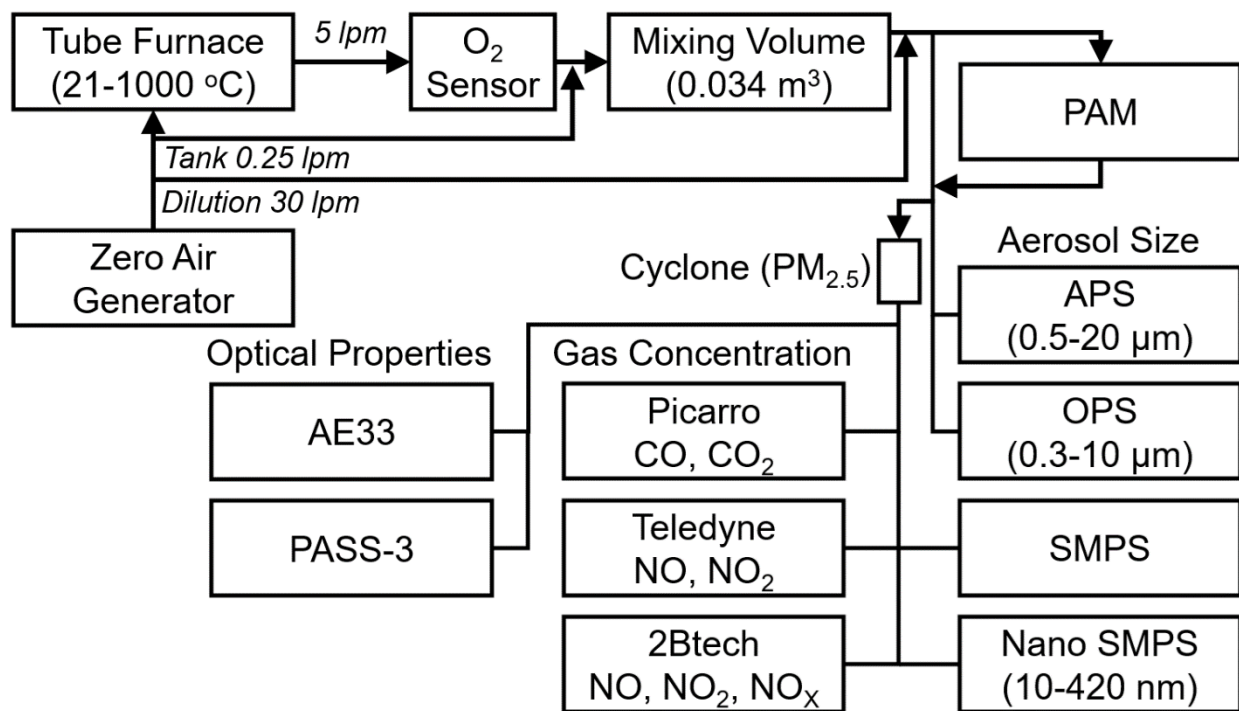 Tube Furnace
(21-1000 °C)
5 lpm
O₂
Sensor
Mixing Volume
(0.034 m³)
PAM
Tank 0.25 lpm
Dilution 30 lpm
Zero Air
Generator
Cyclone (PM₂.₅)
Aerosol Size
APS
(0.5-20 µm)
OPS
(0.3-10 µm)
SMPS
Nano SMPS
(10-420 nm)
Optical Properties
AE33
PASS-3
Gas Concentration
Picarro
CO, CO₂
Teledyne
NO, NO₂
2Btech
NO, NO₂, NOₓ